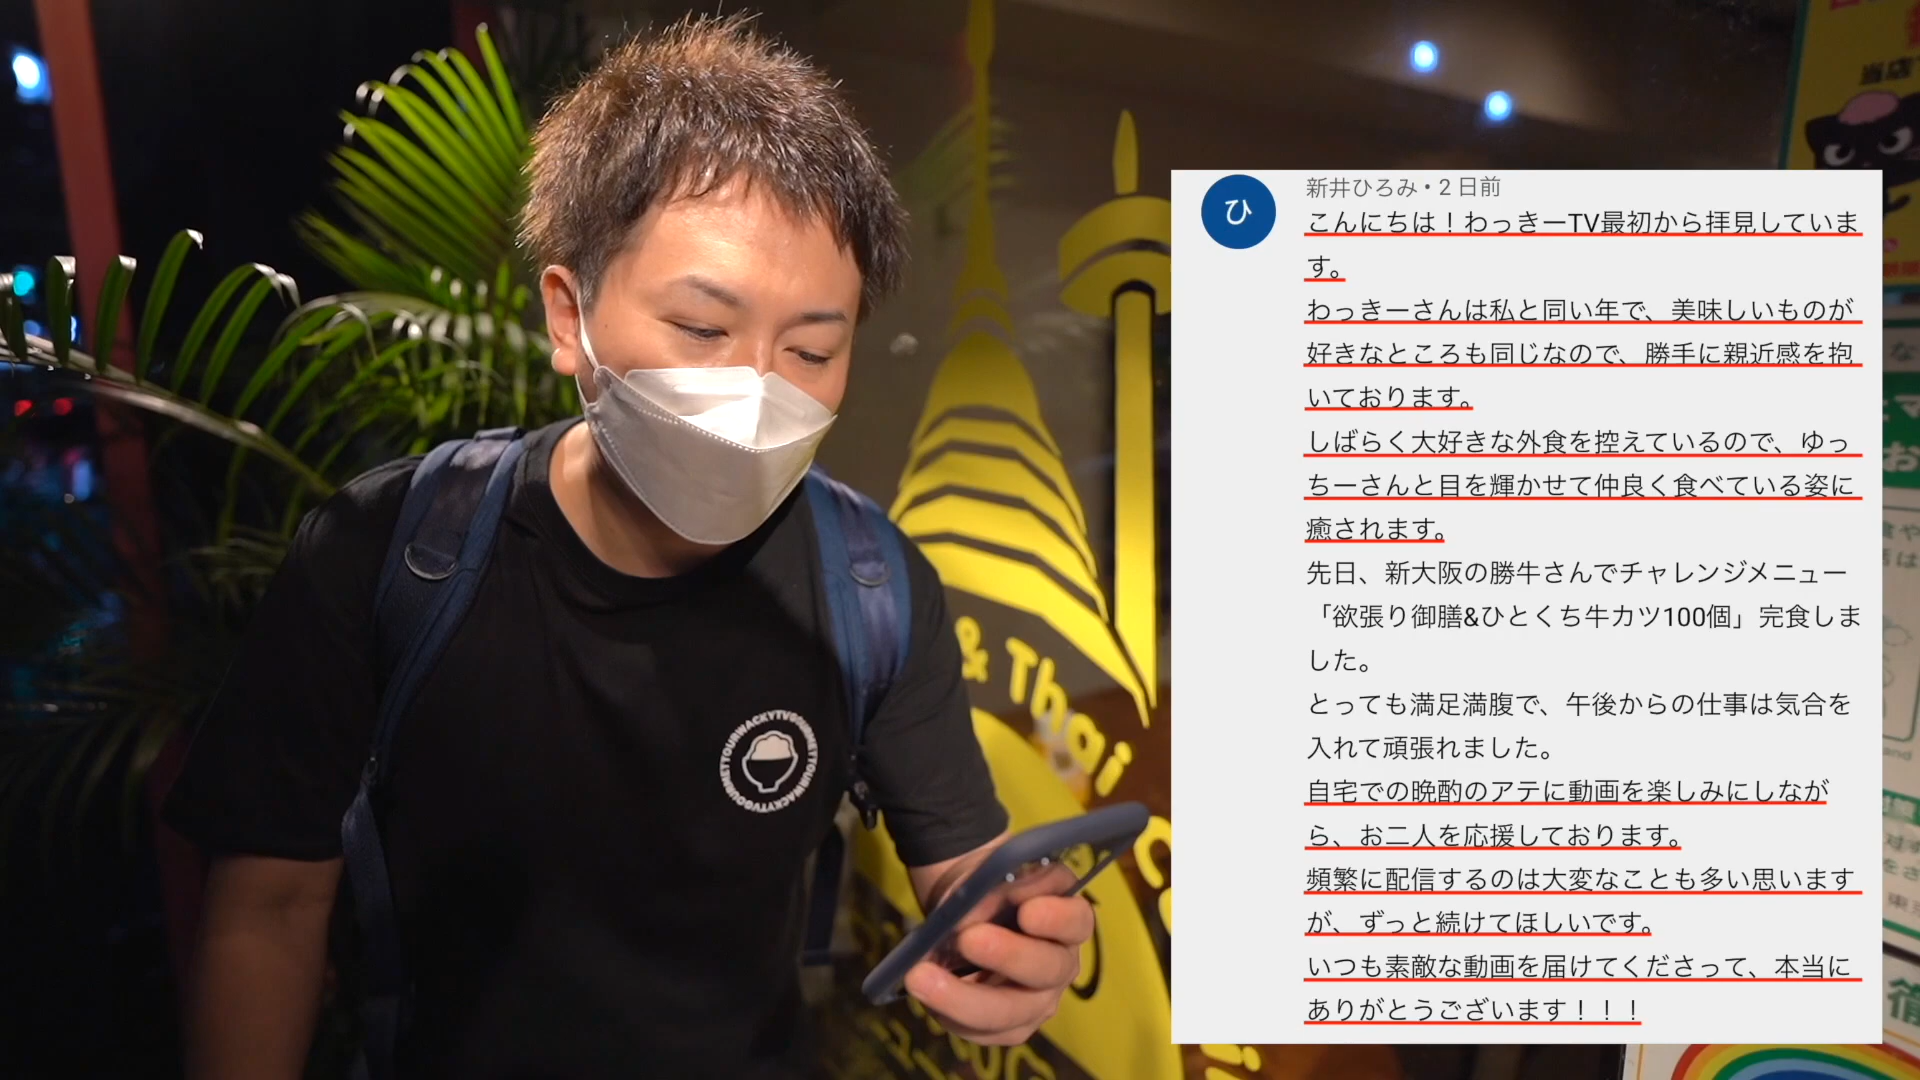 ひ
新井ひろみ・2 日前
こんにちは！わっきーTV最初から拝見していま
す。
わっきーさんは私と同い年で、美味しいものが
好きなところも同じなので、勝手に親近感を抱
いております。
しばらく大好きな外食を控えているので、ゆっ
ちーさんと目を輝かせて仲良く食べている姿に
癒されます。
先日、新大阪の勝牛さんでチャレンジメニュー
「欲張り御膳&ひとくち牛カツ100個」完食しま
した。
とっても満足満腹で、午後からの仕事は気合を
入れて頑張れました。
自宅での晩酌のアテに動画を楽しみにしなが
ら、お二人を応援しております。
頻繁に配信するのは大変なことも多い思います
が、ずっと続けてほしいです。
いつも素敵な動画を届けてくださって、本当に
ありがとうございます！！！
& Thai
当店